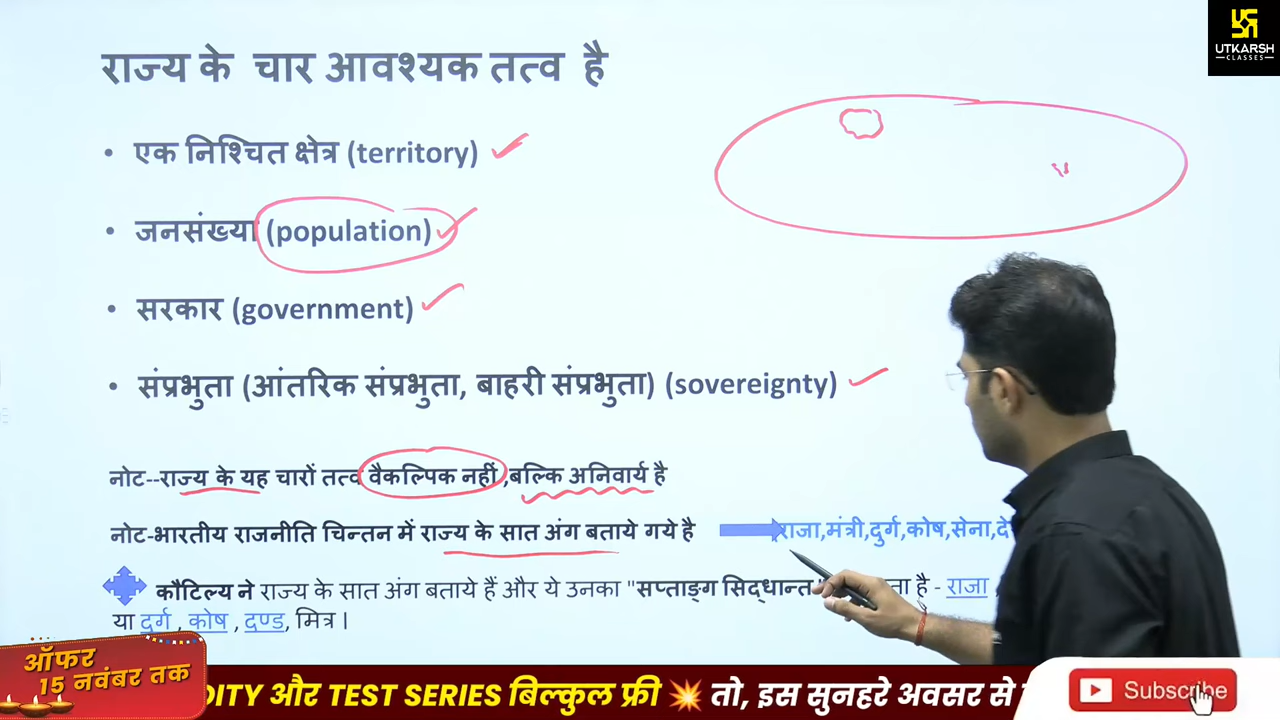 राज्य के चार आवश्यक तत्व है
UTKARSH
CLASSES
• एक निश्चित क्षेत्र (territory)
• जनसंख्या (population)
• सरकार (government)
• संप्रभुता (आंतरिक संप्रभुता, बाहरी संप्रभुता) (sovereignty)
नोट--राज्य के यह चारों तत्व वैकल्पिक नहीं ,बल्कि अनिवार्य है
नोट-भारतीय राजनीति चिन्तन में राज्य के सात अंग बताये गये है राजा,मंत्री,दुर्ग,कोष,सेना,
कौटिल्य ने राज्य के सात अंग बताये हैं और ये उनका "सप्ताङ्ग सिद्धान्त है - राजा ,
या दुर्ग , कोष , दण्ड, मित्र |
ऑफर
15 नवंबर तक
DITY और TEST SERIES बिल्कुल फ्री 💥 तो, इस सुनहरे अवसर से
Subscribe